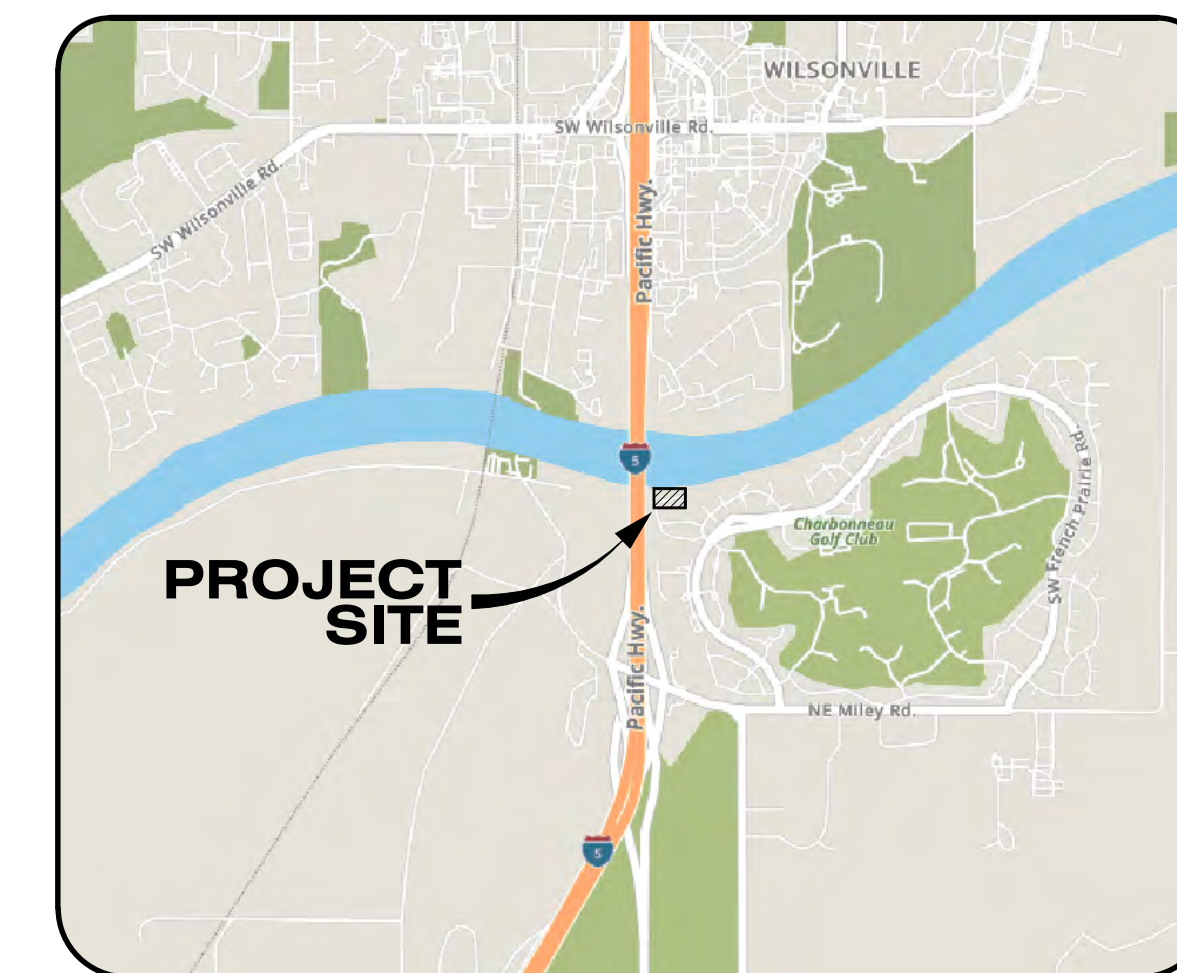 WILSONVILLE
SW Wilsonville Rd.
SW Wilsonville Rd.
Pacific Hwy.
5
Charbonneau
Golf Club
SW French Prairie Rd.
PROJECT
SITE
Pacific Hwy.
NE Miley Rd.
5